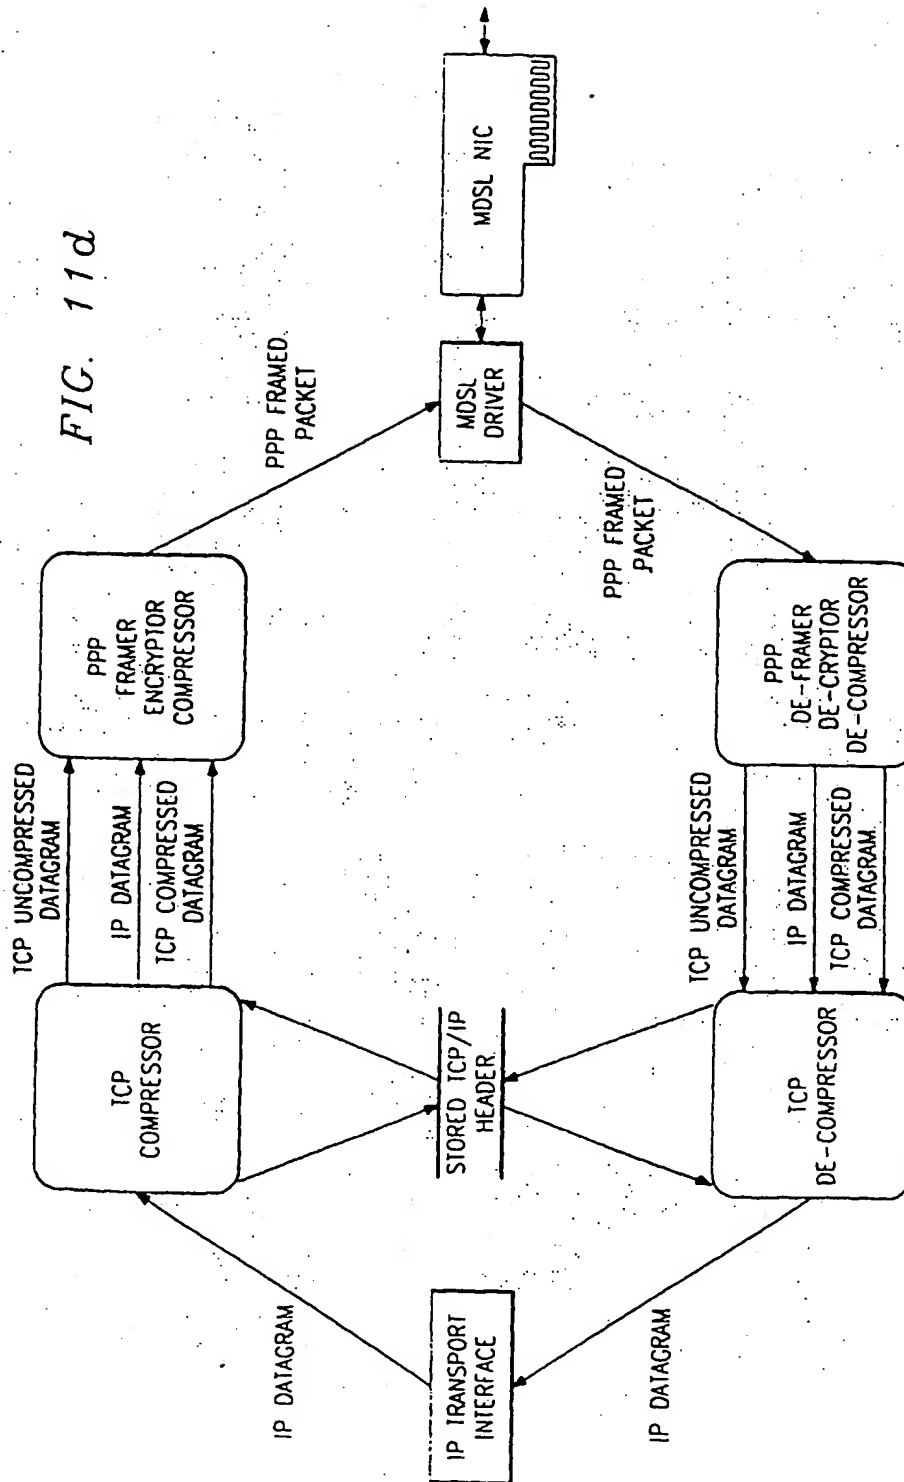 FIG. 11d
IP TRANSPORT
INTERFACE
IP DATAGRAM
IP DATAGRAM
TCP
COMPRESSOR
STORED TCP/IP
HEADER
TCP
DE-COMPRESSOR
TCP UNCOMPRESSED
DATAGRAM
IP DATAGRAM
TCP COMPRESSED
DATAGRAM
TCP UNCOMPRESSED
DATAGRAM
IP DATAGRAM
TCP COMPRESSED
DATAGRAM
PPP
FRAMER
ENCRYPTOR
COMPRESSOR
PPP
DE-FRAMER
DE-CRYPTOR
DE-COMPRESSOR
PPP FRAMED
PACKET
PPP FRAMED
PACKET
MDSL
DRIVER
MDSL NIC